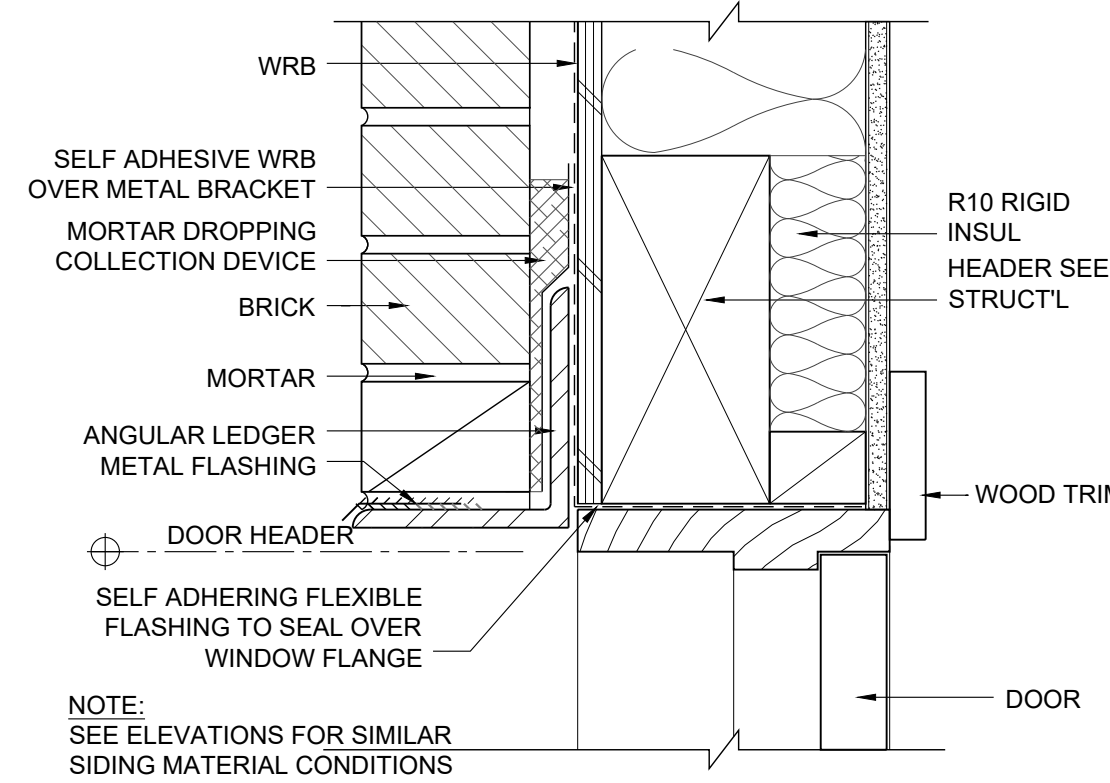 WRB
SELF ADHESIVE WRB
OVER METAL BRACKET
MORTAR DROPPING
COLLECTION DEVICE
BRICK
MORTAR
ANGULAR LEDGER
METAL FLASHING
DOOR HEADER
SELF ADHERING FLEXIBLE
FLASHING TO SEAL OVER
WINDOW FLANGE
NOTE:
SEE ELEVATIONS FOR SIMILAR
SIDING MATERIAL CONDITIONS
R10 RIGID
INSUL
HEADER SEE
STRUCT'L
WOOD TRIM
DOOR